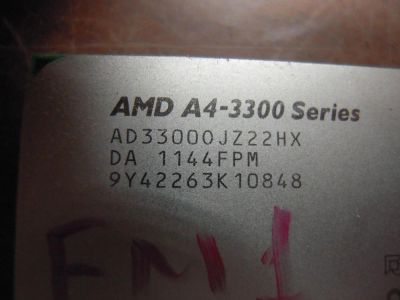 AMD A4-3300 Series
AD33000JZ22HX
DA 1144FPM
9Y42263K10848
FM1